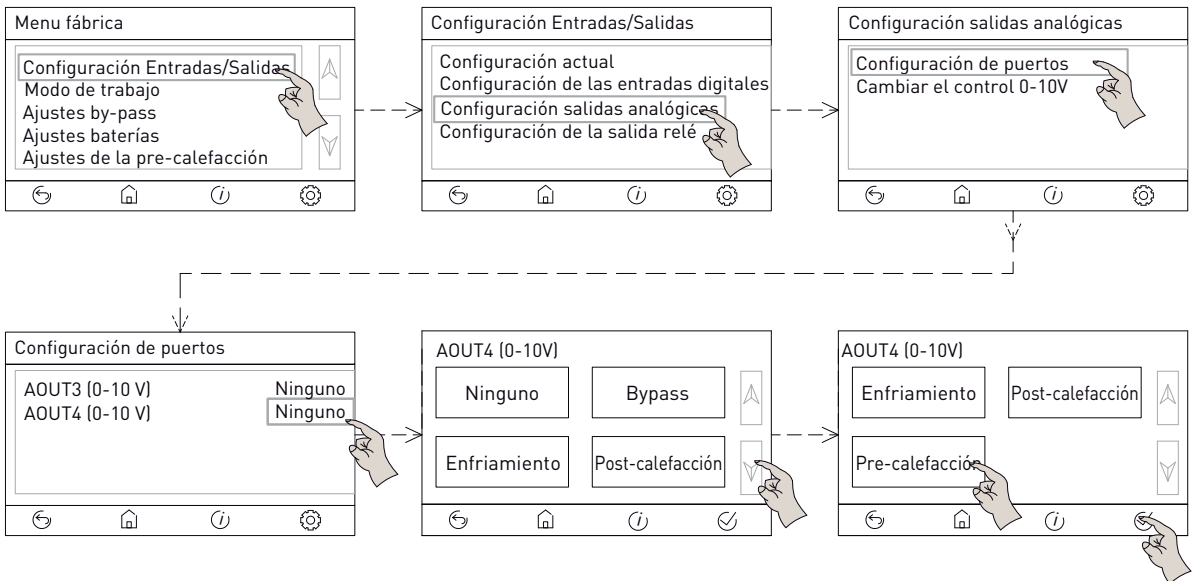 Menu fábrica
Configuración Entradas/Salidas
Modo de trabajo
Ajustes by-pass
Ajustes baterías
Ajustes de la pre-calefacción
Configuración Entradas/Salidas
Configuración actual
Configuración de las entradas digitales
Configuración salidas analógicas
Configuración de la salida relé
Configuración salidas analógicas
Configuración de puertos
Cambiar el control 0-10V
Configuración de puertos
AOUT3 (0-10 V) Ninguno
AOUT4 (0-10 V) Ninguno
AOUT4 (0-10V)
Ninguno Bypass
Enfriamiento Post-calefacción
AOUT4 (0-10V)
Enfriamiento Post-calefacción
Pre-calefacción